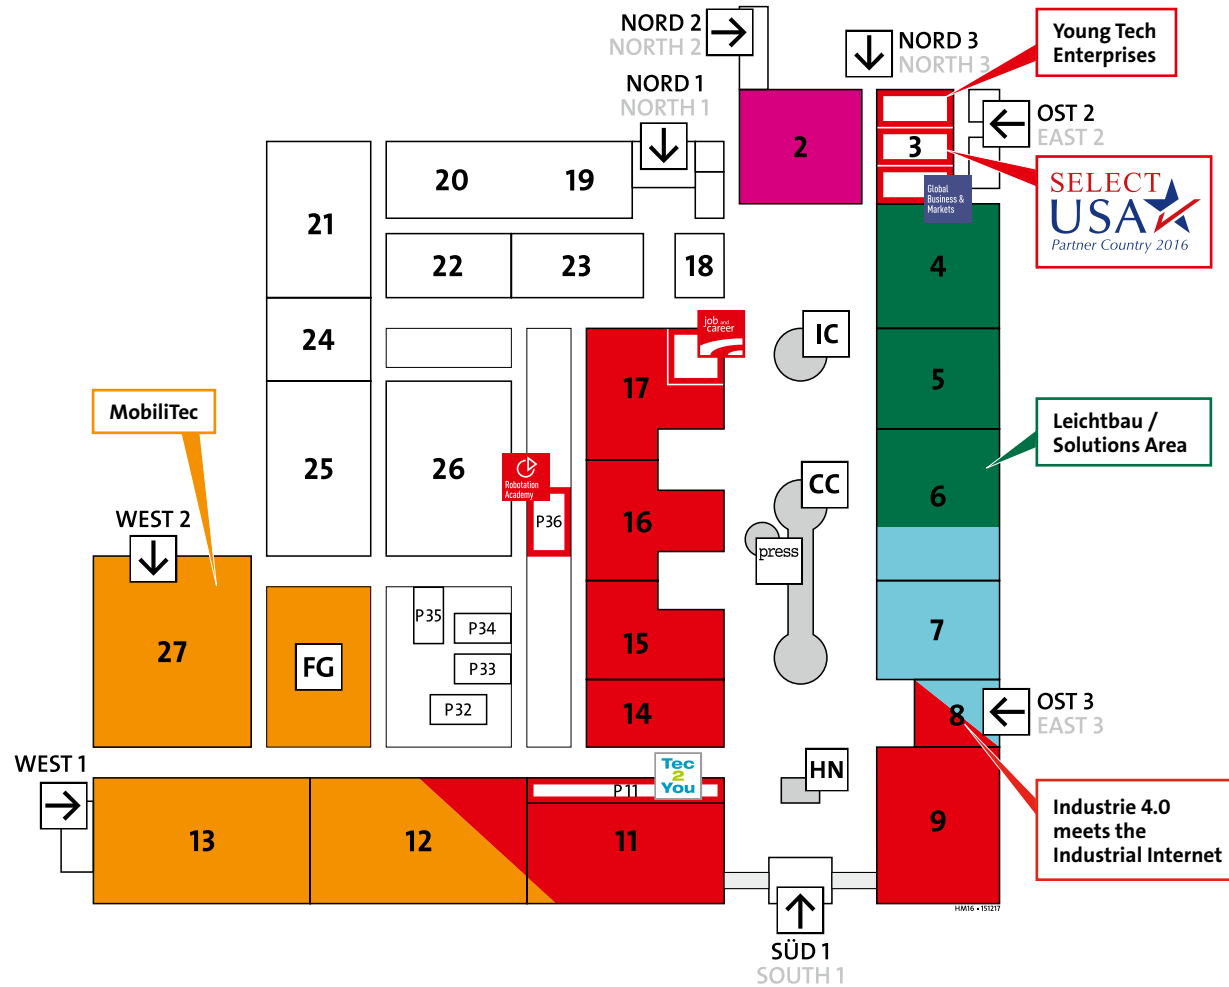 NORD 2
NORTH 2
NORD 3
NORTH 3
Young Tech
Enterprises
NORD 1
NORTH 1
OST 2
EAST 2
2
3
SELECT
USA
Partner Country 2016
Global
Business &
Markets
20
19
21
22
23
18
4
24
job and
career
IC
17
5
MobiliTec
Leichtbau /
Solutions Area
25
26
Robotation
Academy
P36
16
CC
6
WEST 2
press
P35
P34
P33
P32
27
FG
15
7
14
8
OST 3
EAST 3
WEST 1
Tec
2
You
P 11
HN
13
12
11
9
Industrie 4.0
meets the
Industrial Internet
HM16 • 151217
SÜD 1
SOUTH 1